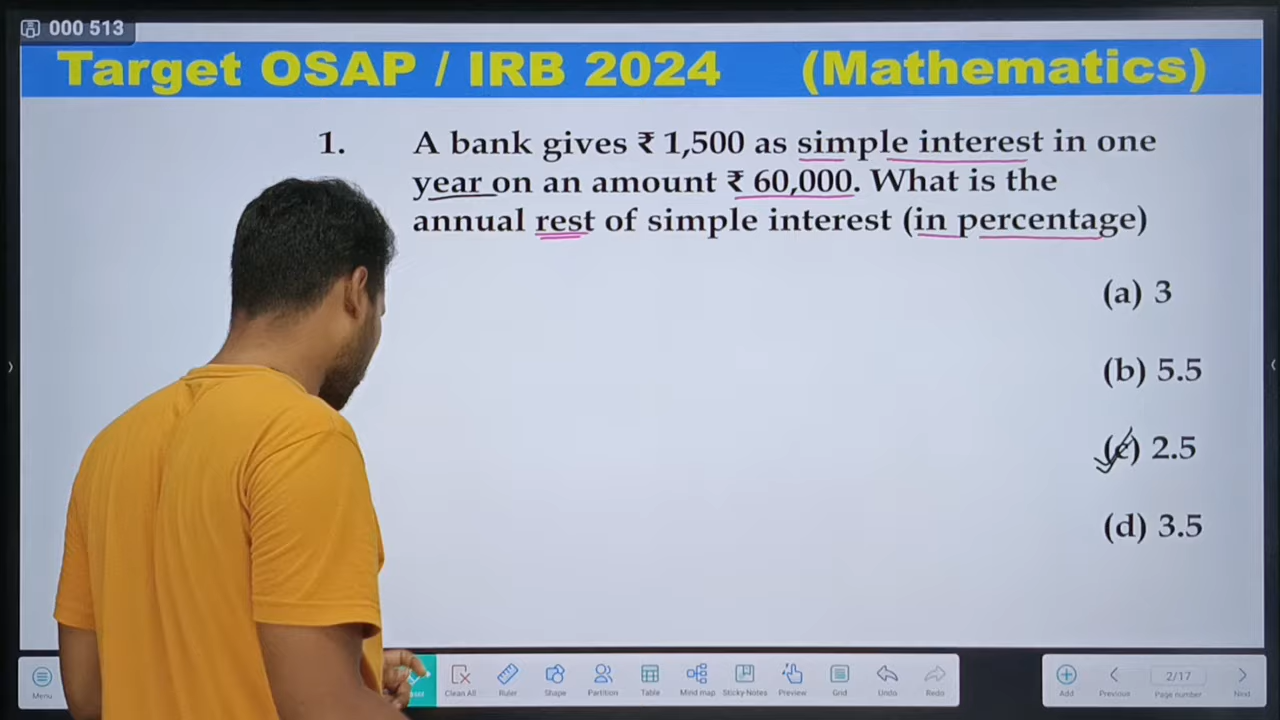 000 513
Target OSAP / IRB 2024 (Mathematics)
1. A bank gives ₹ 1,500 as simple interest in one
year on an amount ₹ 60,000. What is the
annual rest of simple interest (in percentage)
(a) 3
(b) 5.5
(c) 2.5
(d) 3.5
Menu
Clean All
Ruler
Shape
Partition
Table
Mind map
Sticky-Notes
Preview
Grid
Undo
Redo
Add
Previous
2/17
Page number
Next